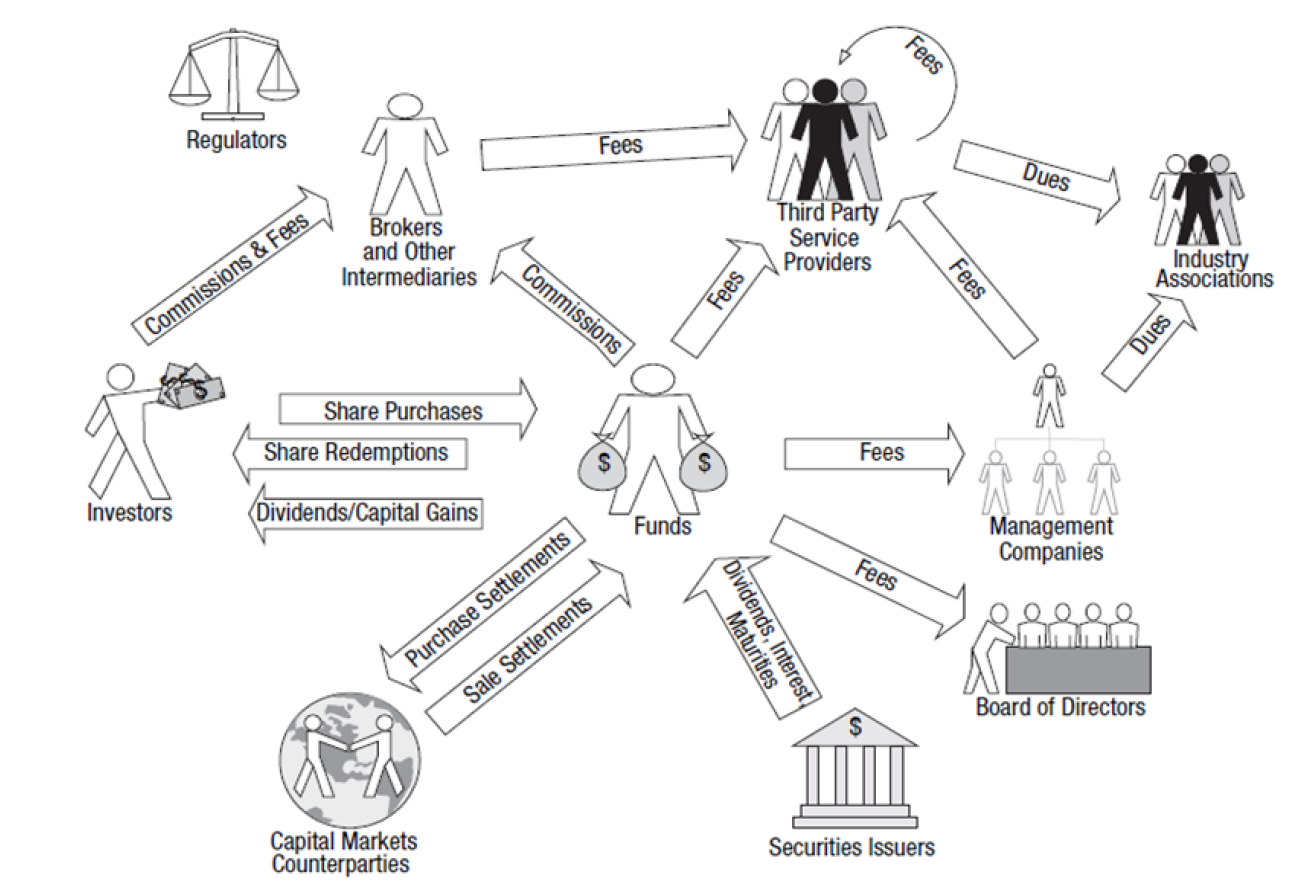 Fees
Regulators
Fees
Dues
Third Party
Service
Providers
Brokers
and Other
Intermediaries
Industry
Associations
Commissions & Fees
Commissions
Fees
Fees
Dues
$
Share Purchases
Share Redemptions
Dividends/Capital Gains
Investors
$
$
Funds
Fees
Management
Companies
Purchase Settlements
Sale Settlements
Dividends, Interest,
Maturities
Fees
Board of Directors
$
Capital Markets
Counterparties
Securities Issuers